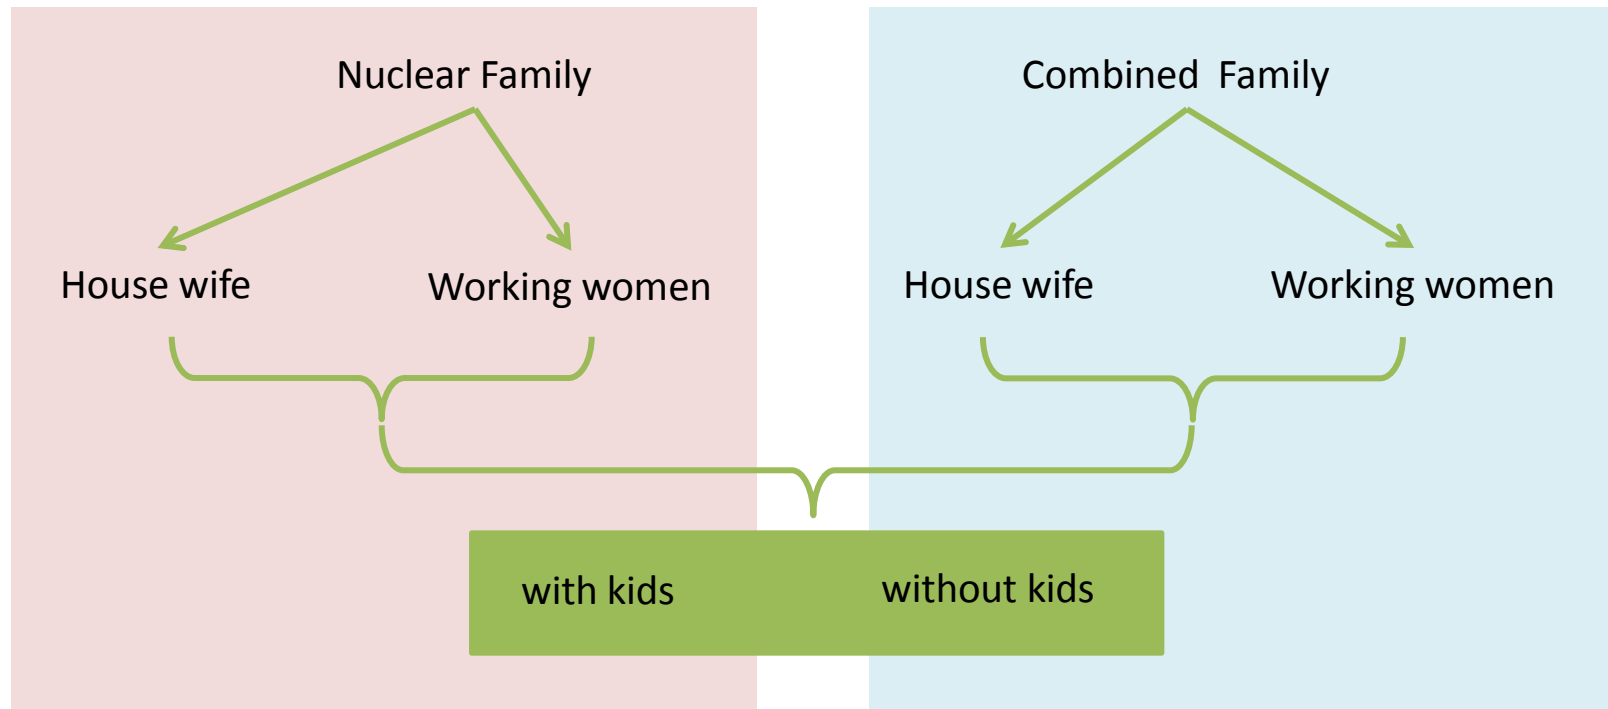 Nuclear Family
Combined  Family
House wife
Working women
House wife
Working women
with kids
without kids